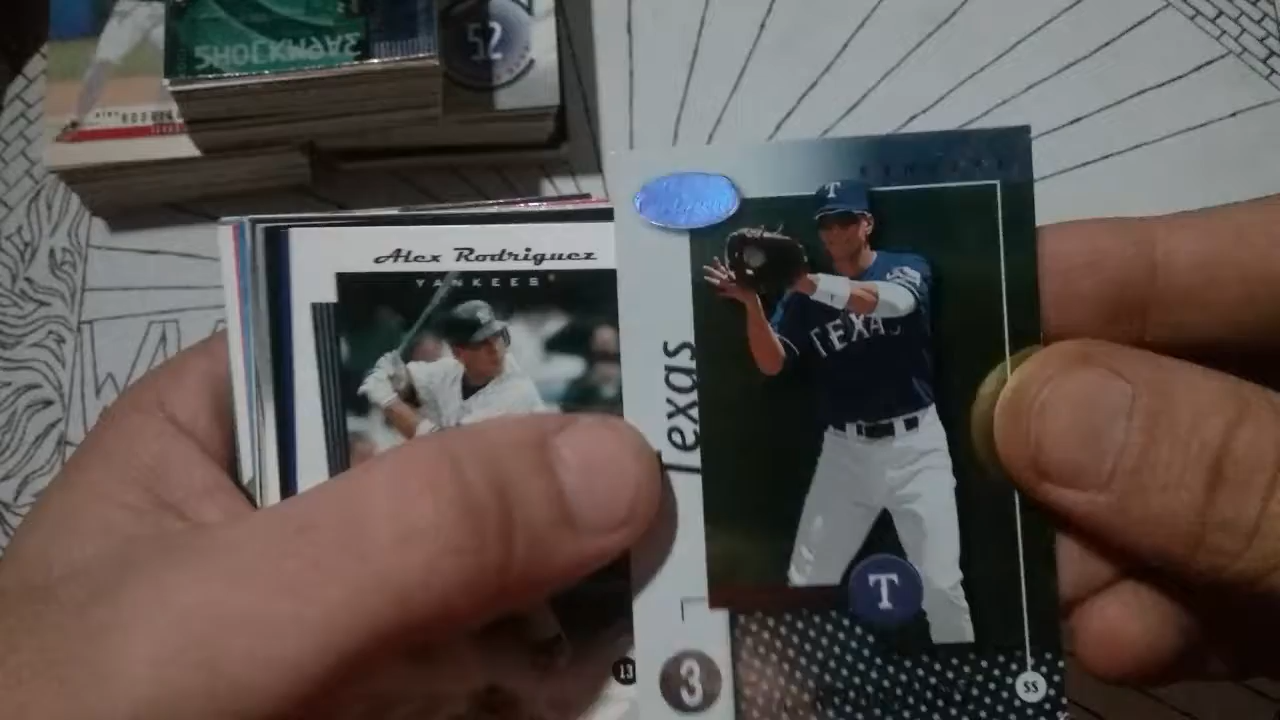 SHOCKWAVE
52
Alex Rodriguez
YANKEES
T
TEXAS
Texas
T
13
3
SS